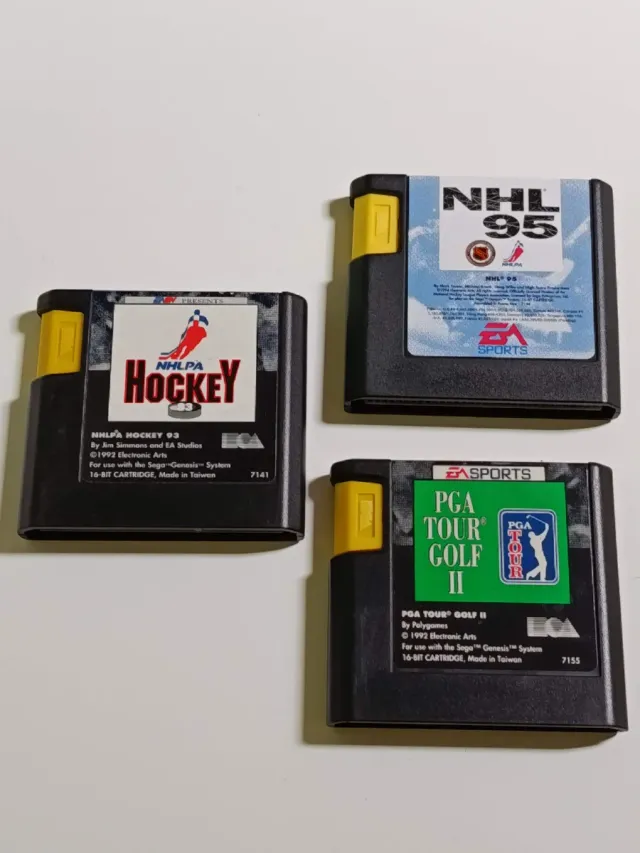 EA PRESENTS
NHLPA
HOCKEY
93
NHLPA HOCKEY 93
By Jim Simmons and EA Studios
©1992 Electronic Arts
For use with the Sega™ Genesis™ System
16-BIT CARTRIDGE, Made in Taiwan 7141
NHL
95
NHLPA
NHL® 95
EA
SPORTS
EA SPORTS
PGA
TOUR®
GOLF
II
PGA
TOUR
PGA TOUR® GOLF II
By Polygames
© 1992 Electronic Arts
For use with the Sega™ Genesis™ System
16-BIT CARTRIDGE, Made in Taiwan 7155